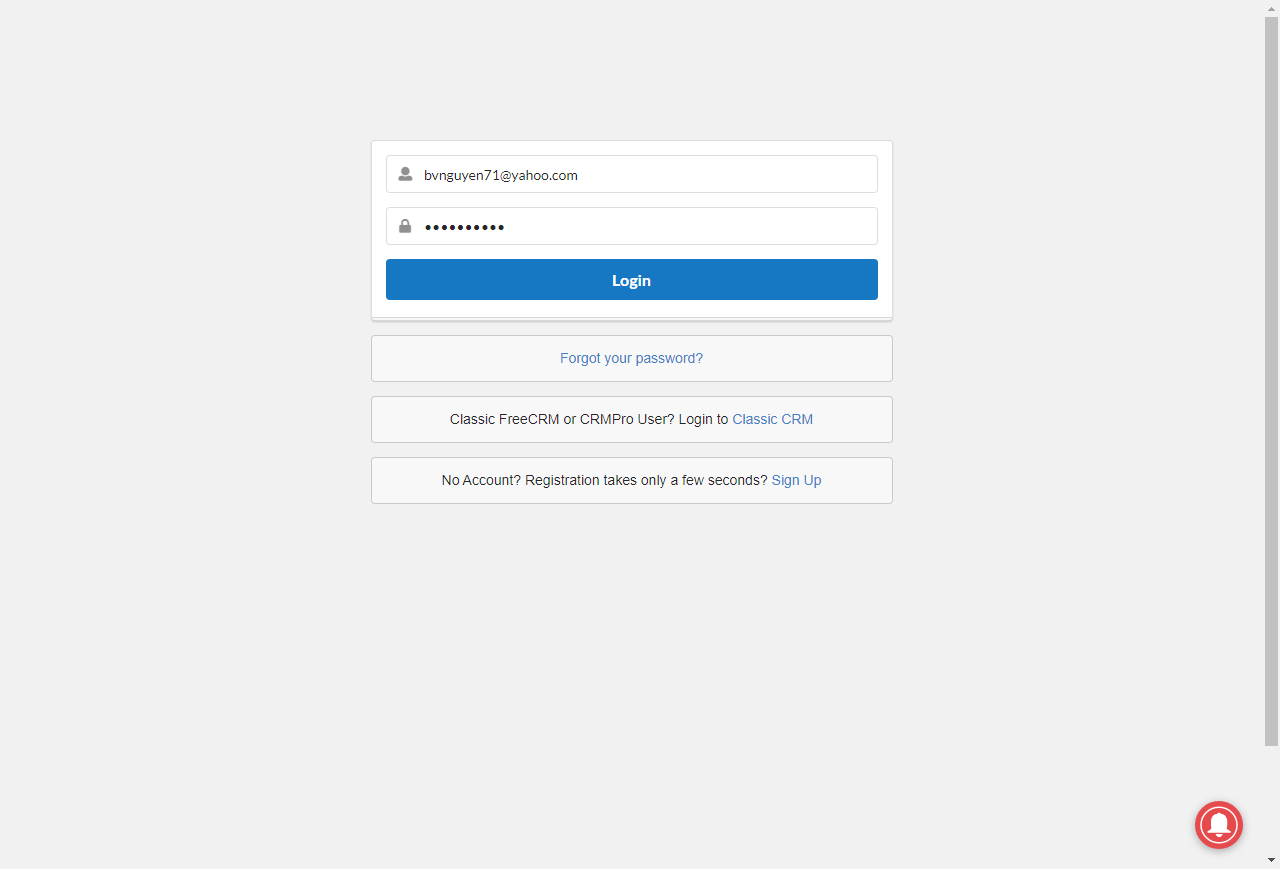 bvnguyen71@yahoo.com
••••••••••
Login
Forgot your password?
Classic FreeCRM or CRMPro User? Login to Classic CRM
No Account? Registration takes only a few seconds? Sign Up